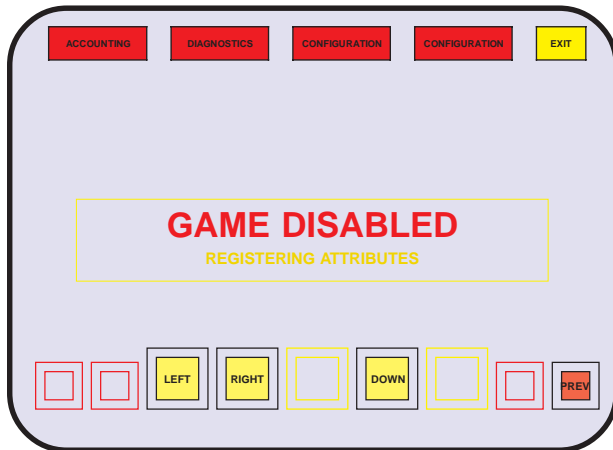 ACCOUNTING DIAGNOSTICS CONFIGURATION CONFIGURATION EXIT
GAME DISABLED
REGISTERING ATTRIBUTES
LEFT RIGHT DOWN PREV